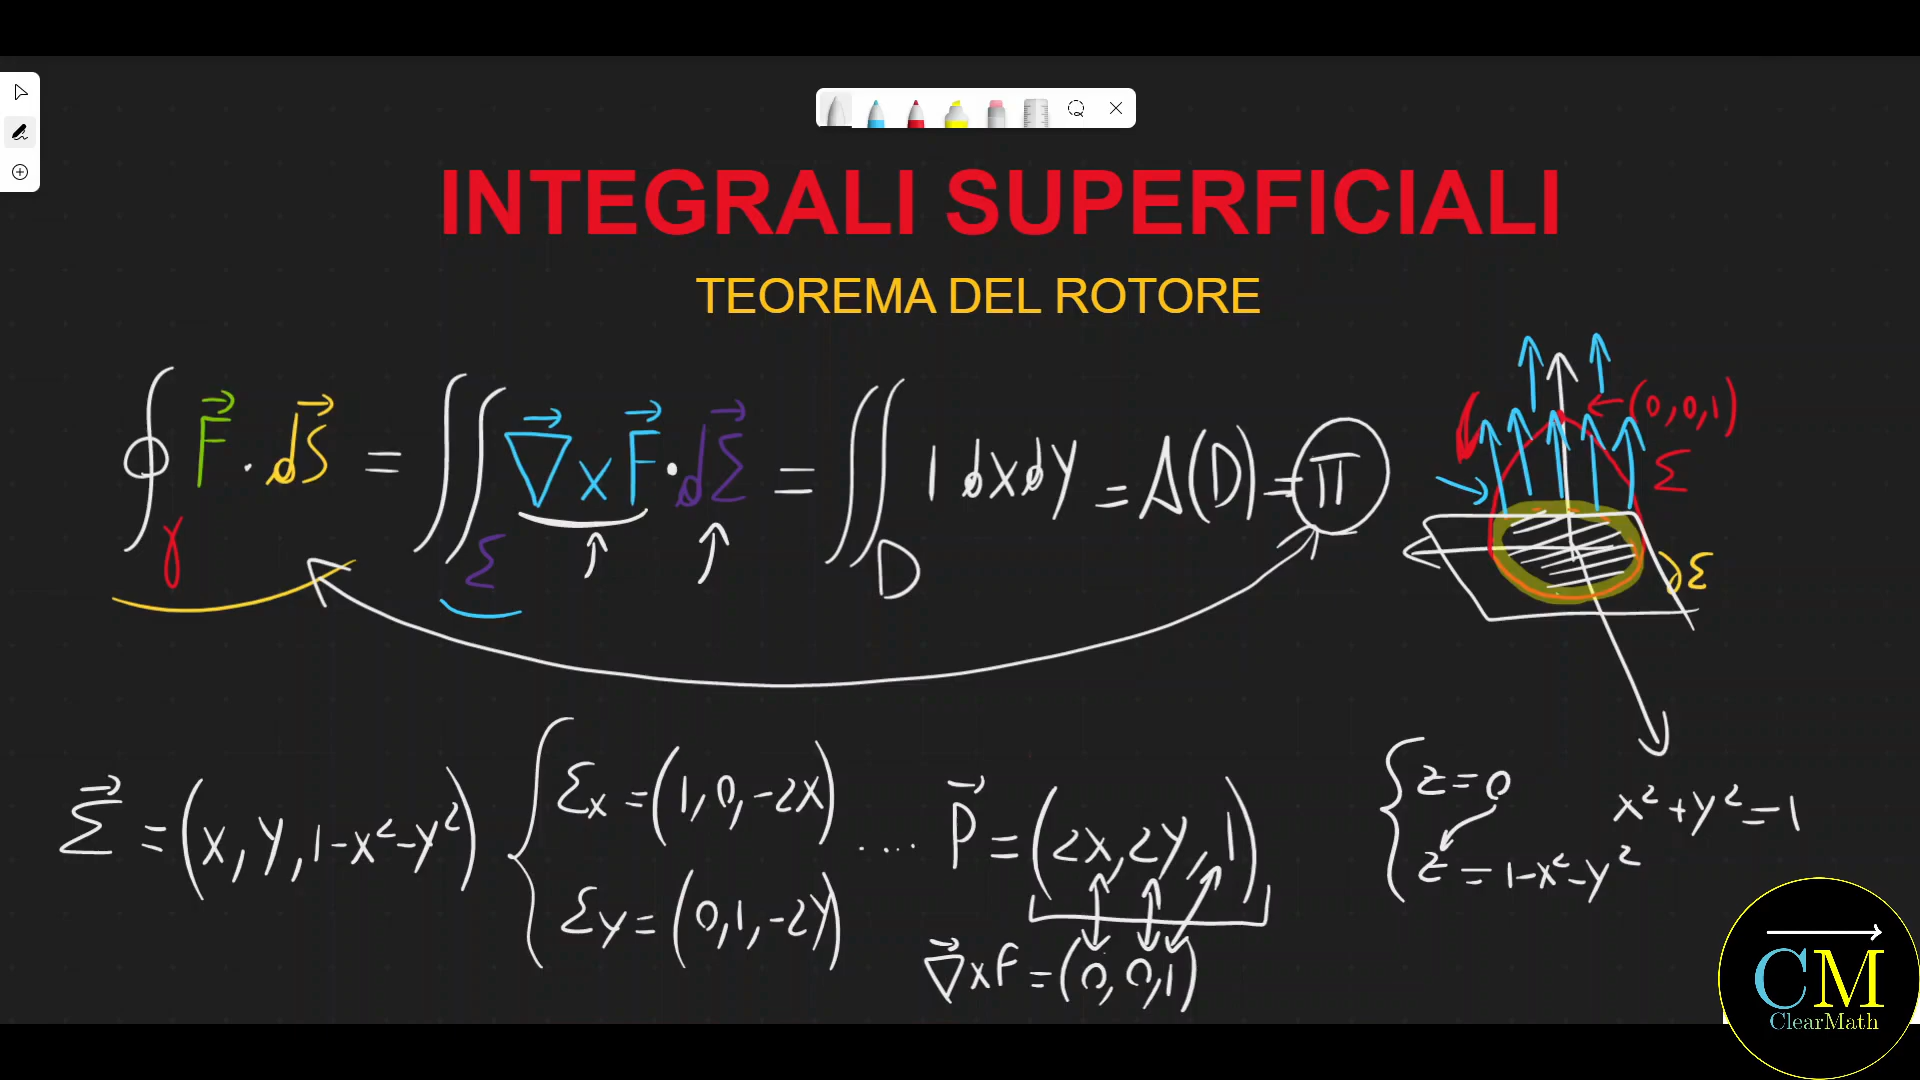 INTEGRALI SUPERFICIALI
TEOREMA DEL ROTORE
∮γ F⃗ · dS⃗ = ∬Σ ∇⃗ x F⃗ · dΣ⃗ = ∬D 1 dxdy = A(D) = π
(0,0,1)
Σ
∂Σ
Σ⃗ = (x, y, 1-x²-y²)
Σx = (1, 0, -2x)
Σy = (0, 1, -2y)
.... P⃗ = (2x, 2y, 1)
∇⃗ x F = (0, 0, 1)
z = 0
z = 1-x²-y²
x² + y² = 1
CM
ClearMath